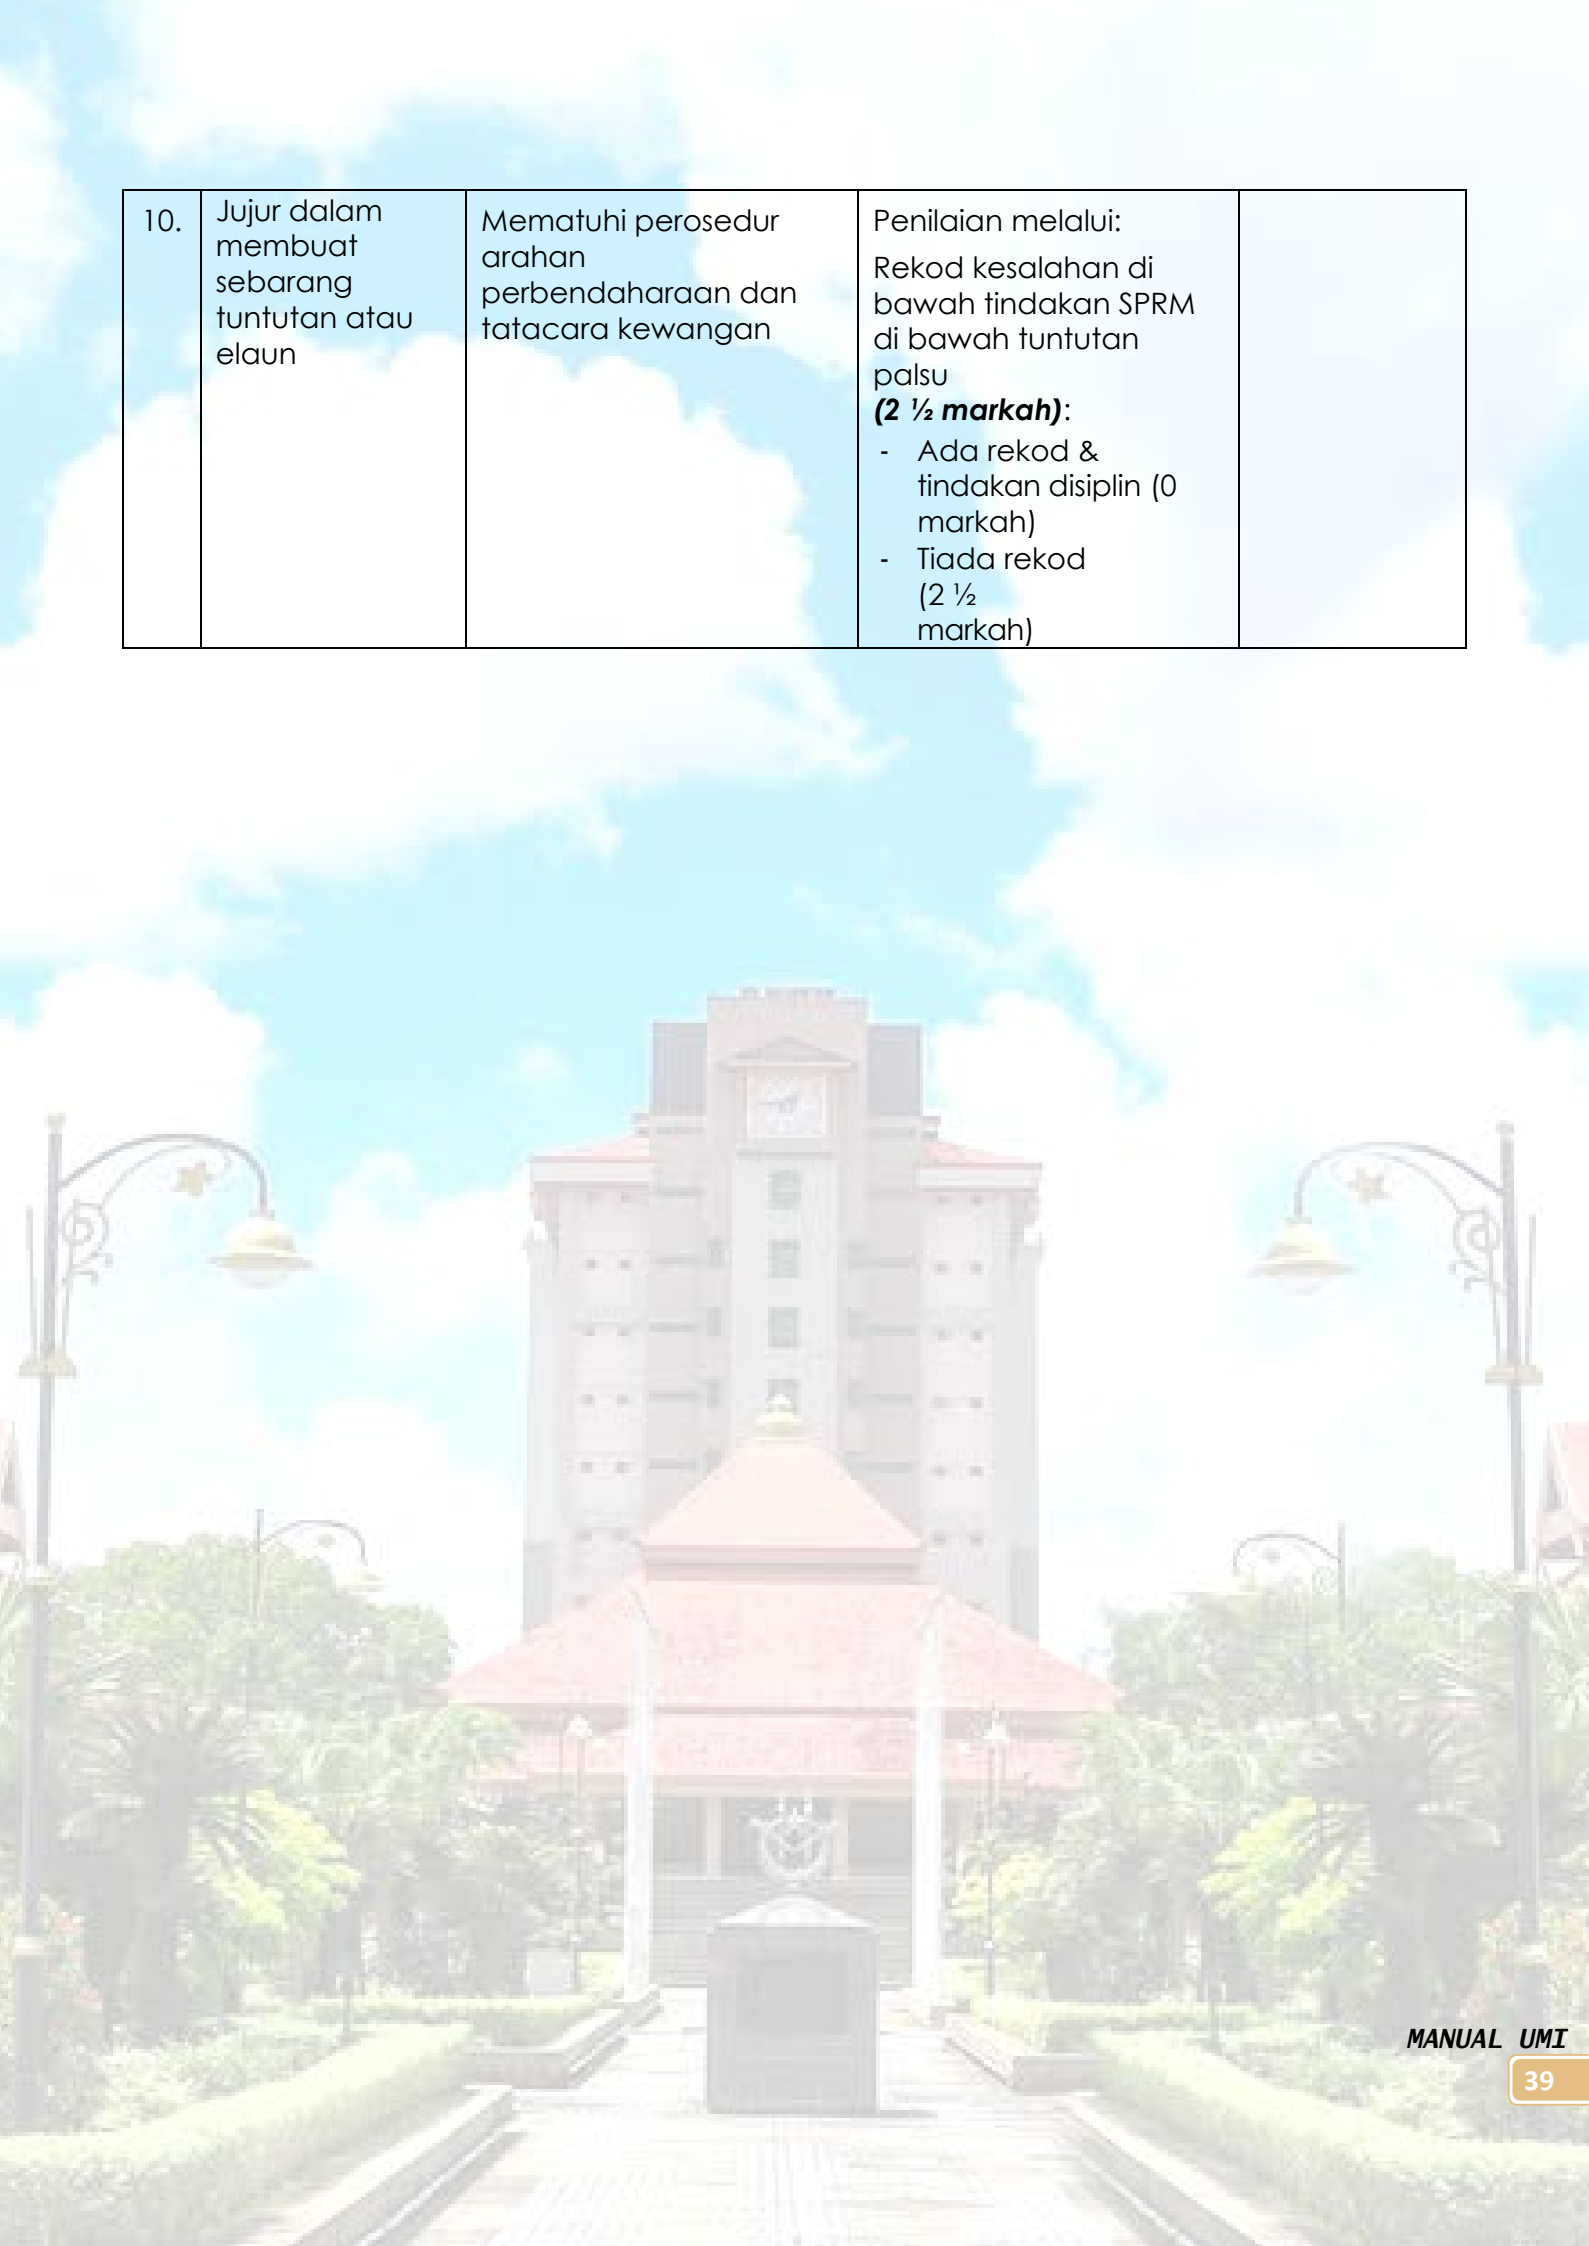 10.
Jujur dalam
membuat
sebarang
tuntutan atau
elaun
Mematuhi perosedur
arahan
perbendaharaan dan
tatacara kewangan
Penilaian melalui:
Rekod kesalahan di
bawah tindakan SPRM
di bawah tuntutan
palsu
(2 ½ markah):
- Ada rekod &
tindakan disiplin (0
markah)
- Tiada rekod
(2 ½
markah)
MANUAL UMI
39